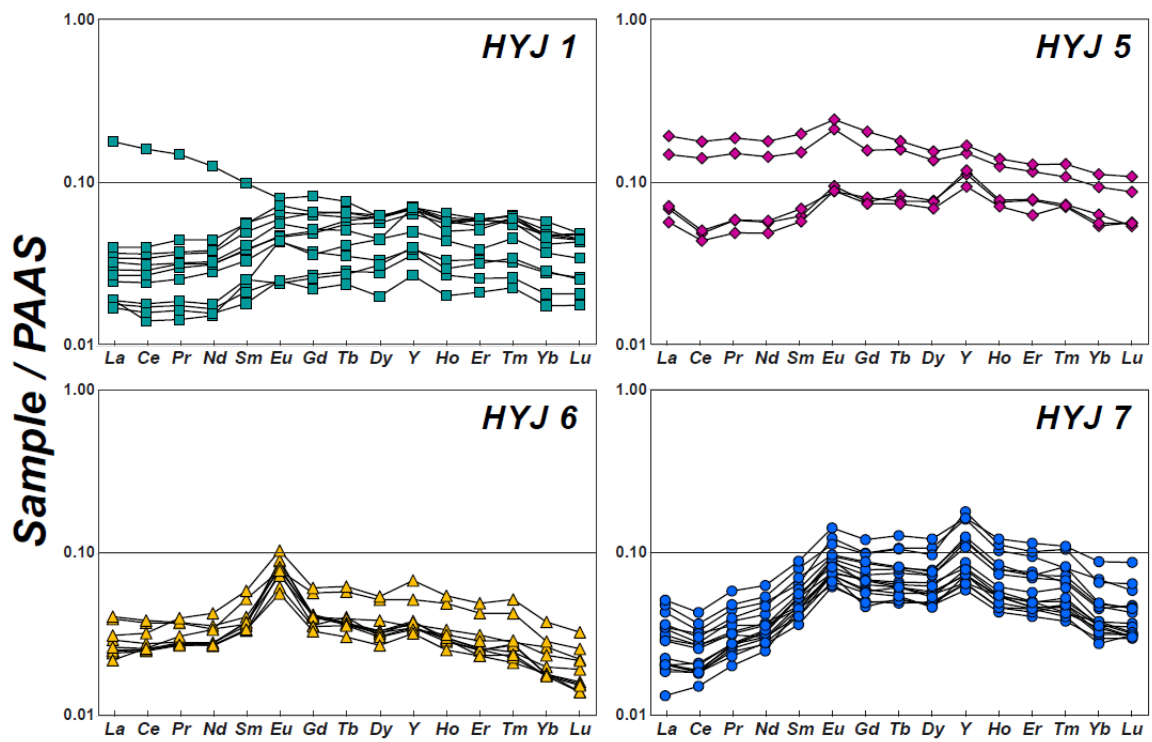 Sample / PAAS
1.00
HYJ 1
0.10
0.01
La Ce Pr Nd Sm Eu Gd Tb Dy Y Ho Er Tm Yb Lu
1.00
HYJ 5
0.10
0.01
La Ce Pr Nd Sm Eu Gd Tb Dy Y Ho Er Tm Yb Lu
1.00
HYJ 6
0.10
0.01
La Ce Pr Nd Sm Eu Gd Tb Dy Y Ho Er Tm Yb Lu
1.00
HYJ 7
0.10
0.01
La Ce Pr Nd Sm Eu Gd Tb Dy Y Ho Er Tm Yb Lu